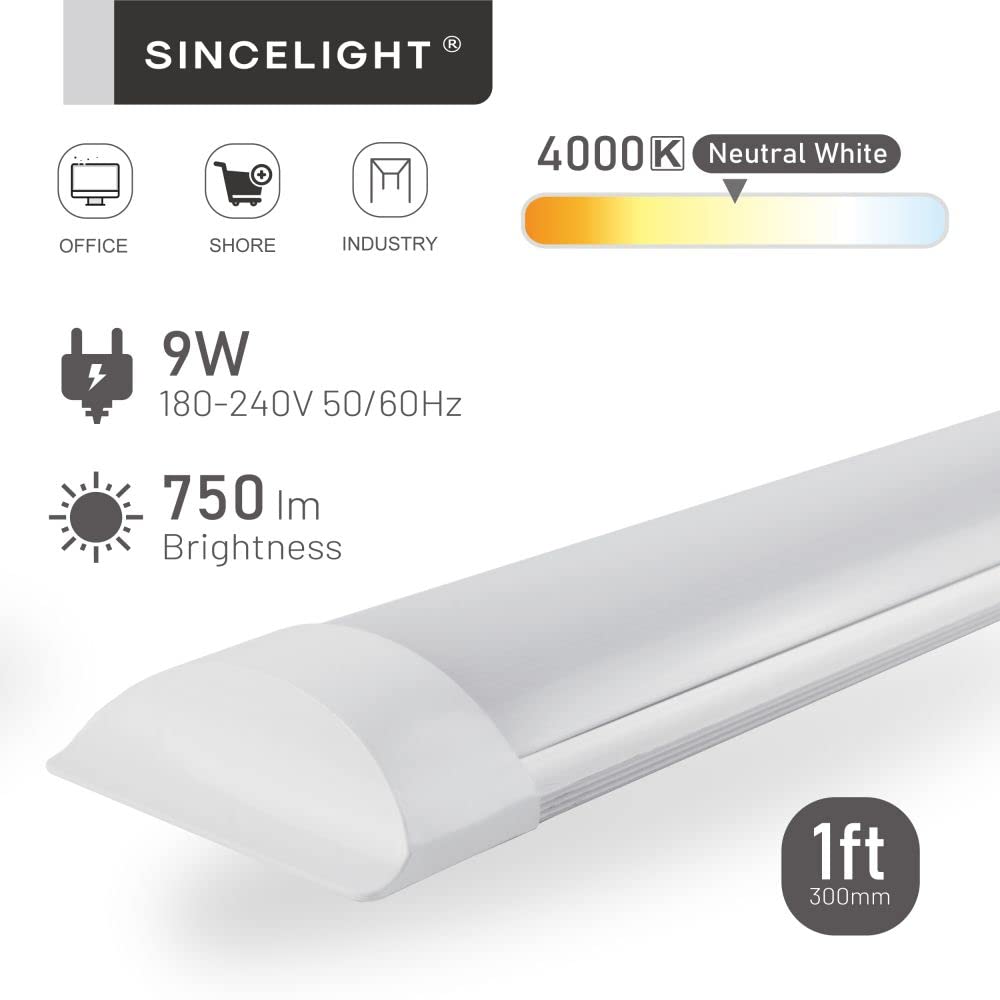 SINCELIGHT ®
OFFICE
SHORE
INDUSTRY
4000K Neutral White
9W
180-240V 50/60Hz
750 lm
Brightness
1ft
300mm